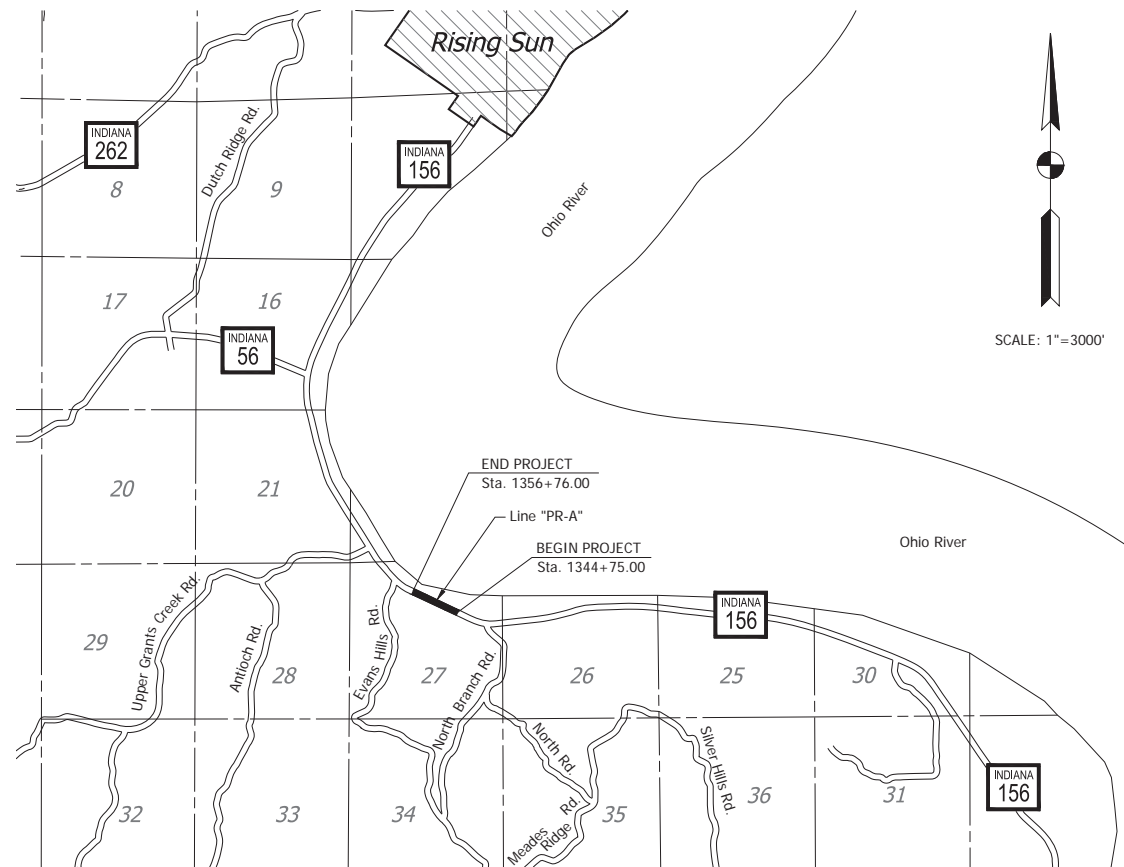 Rising Sun
INDIANA
262
Dutch Ridge Rd.
INDIANA
156
8
9
Ohio River
17
16
INDIANA
56
SCALE: 1"=3000'
20
21
END PROJECT
Sta. 1356+76.00
Line "PR-A"
BEGIN PROJECT
Sta. 1344+75.00
Ohio River
29
Upper Grants Creek Rd.
Antioch Rd.
28
Evans Hills Rd.
27
North Branch Rd.
26
25
INDIANA
156
30
North Rd.
Silver Hills Rd.
32
33
34
Meades Ridge Rd.
35
36
31
INDIANA
156